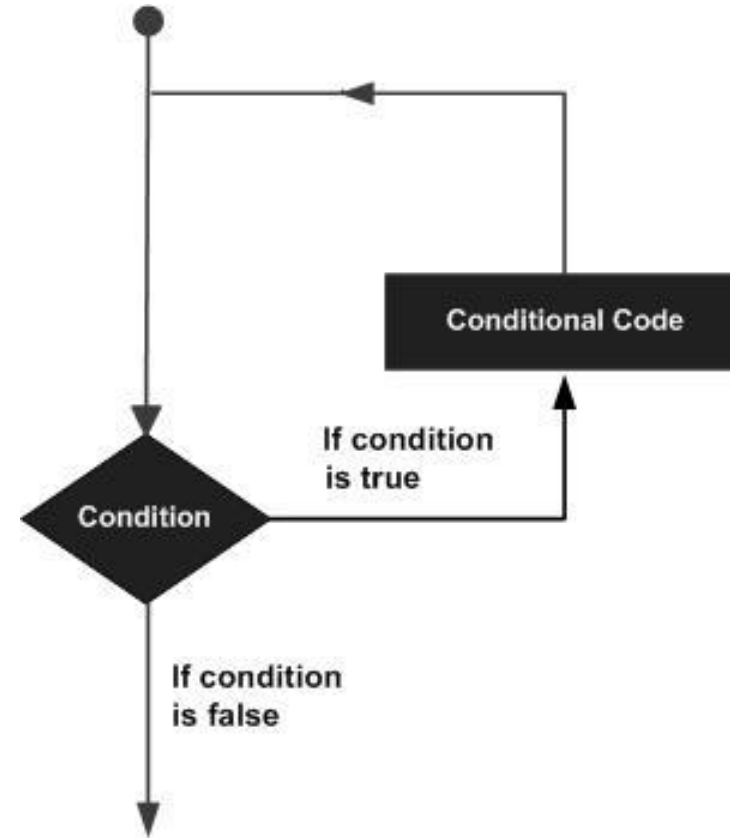 Conditional Code
If condition
is true
Condition
If condition
is false